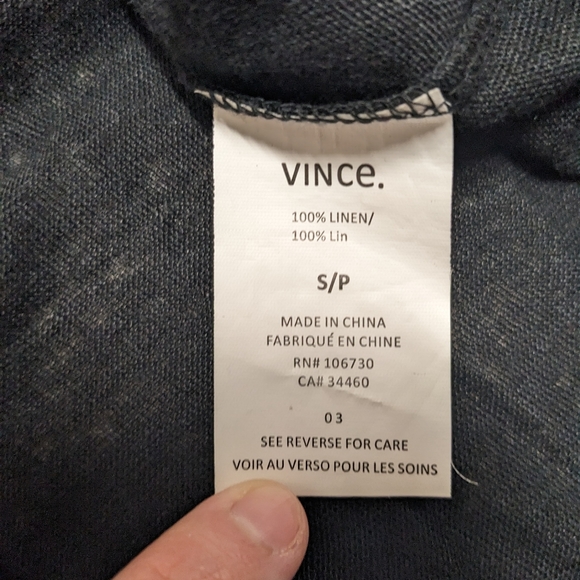 VINCe.
100% LINEN/
100% Lin
S/P
MADE IN CHINA
FABRIQUÉ EN CHINE
RN# 106730
CA# 34460
03
SEE REVERSE FOR CARE
VOIR AU VERSO POUR LES SOINS